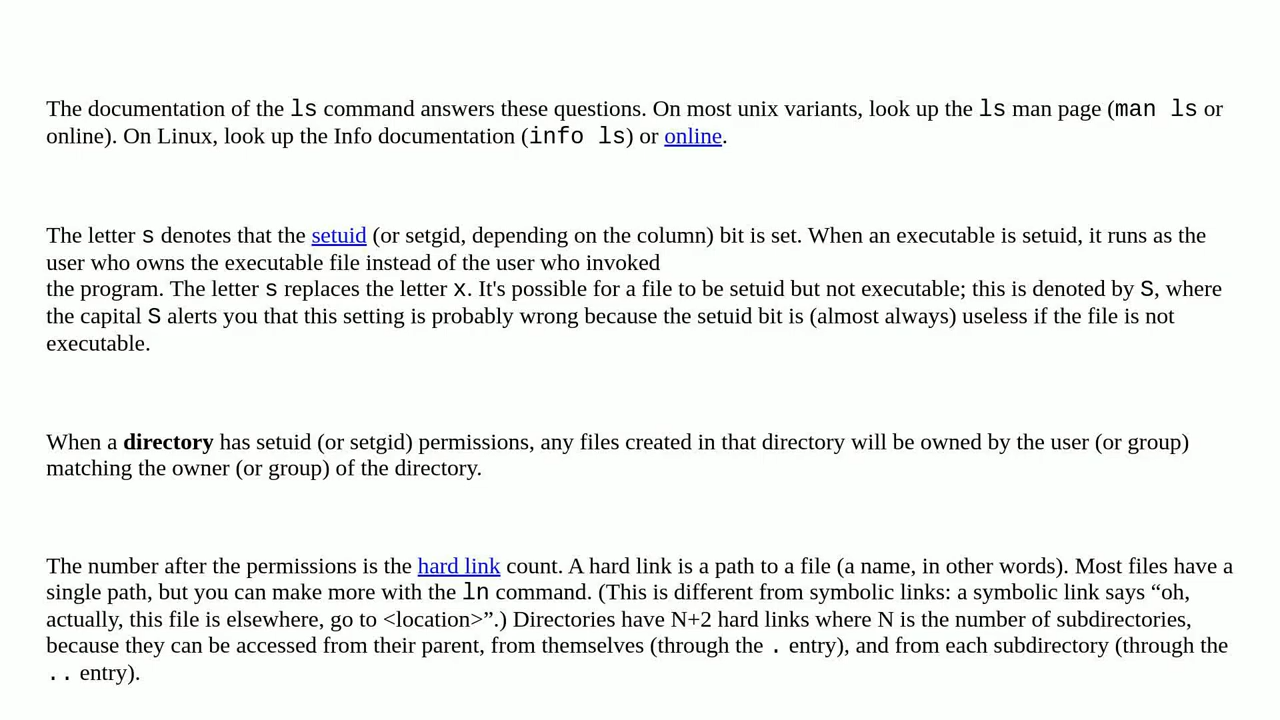 The documentation of the ls command answers these questions. On most unix variants, look up the ls man page (man ls or
online). On Linux, look up the Info documentation (info ls) or online.
The letter s denotes that the setuid (or setgid, depending on the column) bit is set. When an executable is setuid, it runs as the
user who owns the executable file instead of the user who invoked
the program. The letter s replaces the letter x. It's possible for a file to be setuid but not executable; this is denoted by S, where
the capital S alerts you that this setting is probably wrong because the setuid bit is (almost always) useless if the file is not
executable.
When a directory has setuid (or setgid) permissions, any files created in that directory will be owned by the user (or group)
matching the owner (or group) of the directory.
The number after the permissions is the hard link count. A hard link is a path to a file (a name, in other words). Most files have a
single path, but you can make more with the ln command. (This is different from symbolic links: a symbolic link says “oh,
actually, this file is elsewhere, go to <location>”.) Directories have N+2 hard links where N is the number of subdirectories,
because they can be accessed from their parent, from themselves (through the . entry), and from each subdirectory (through the
.. entry).